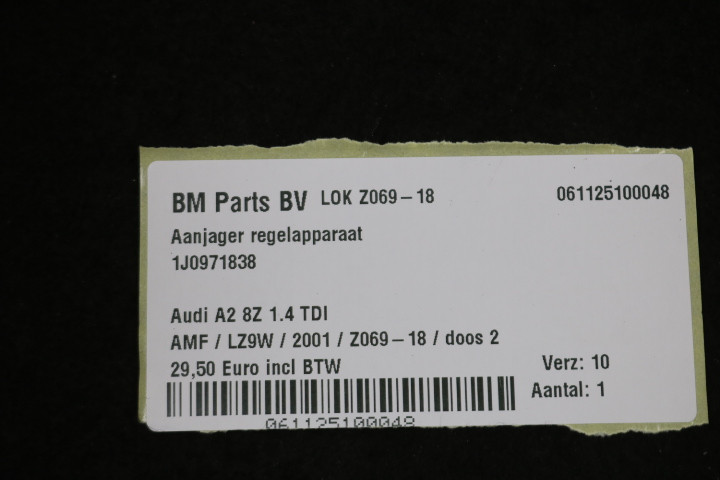 BM Parts BV LOK Z069-18 061125100048
Aanjager regelapparaat
1J0971838
Audi A2 8Z 1.4 TDI
AMF / LZ9W / 2001 / Z069-18 / doos 2
29,50 Euro incl BTW Verz: 10
Aantal: 1
061125100048